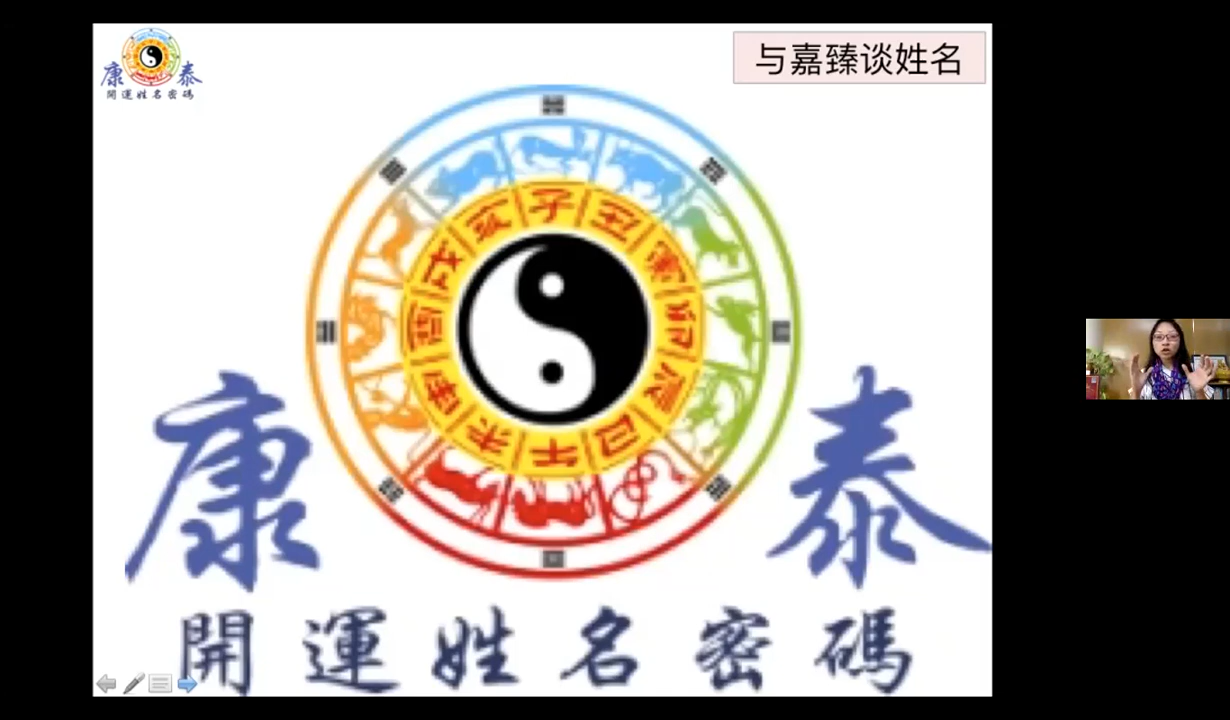 康 泰
開運姓名密碼
与嘉臻谈姓名
子
丑
寅
卯
辰
巳
午
未
申
酉
戌
亥
康 泰
開 運 姓 名 密 碼